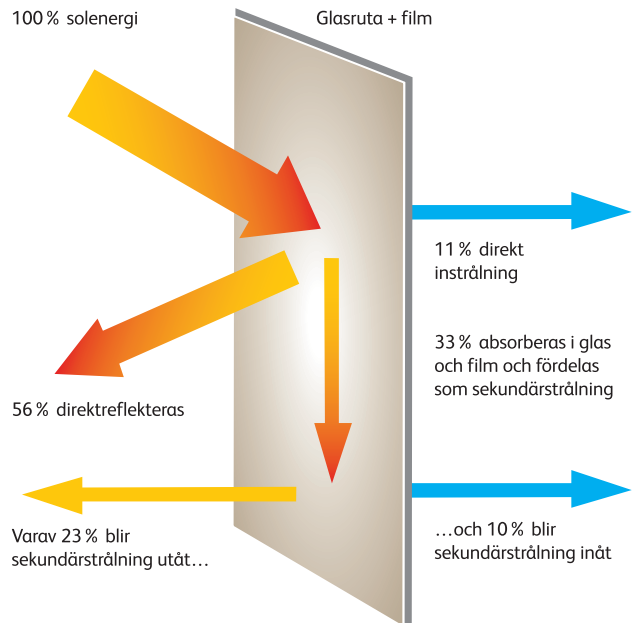 100 % solenergi
Glasruta + film
11 % direkt
instrålning
33 % absorberas i glas
och film och fördelas
som sekundärstrålning
56 % direktreflekteras
Varav 23 % blir
sekundärstrålning utåt…
…och 10 % blir
sekundärstrålning inåt